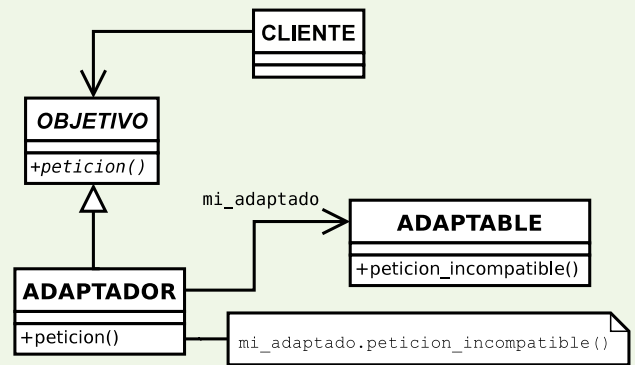 CLIENTE
OBJETIVO
+peticion()
mi_adaptado
ADAPTABLE
+peticion_incompatible()
ADAPTADOR
+peticion()
mi_adaptado.peticion_incompatible()